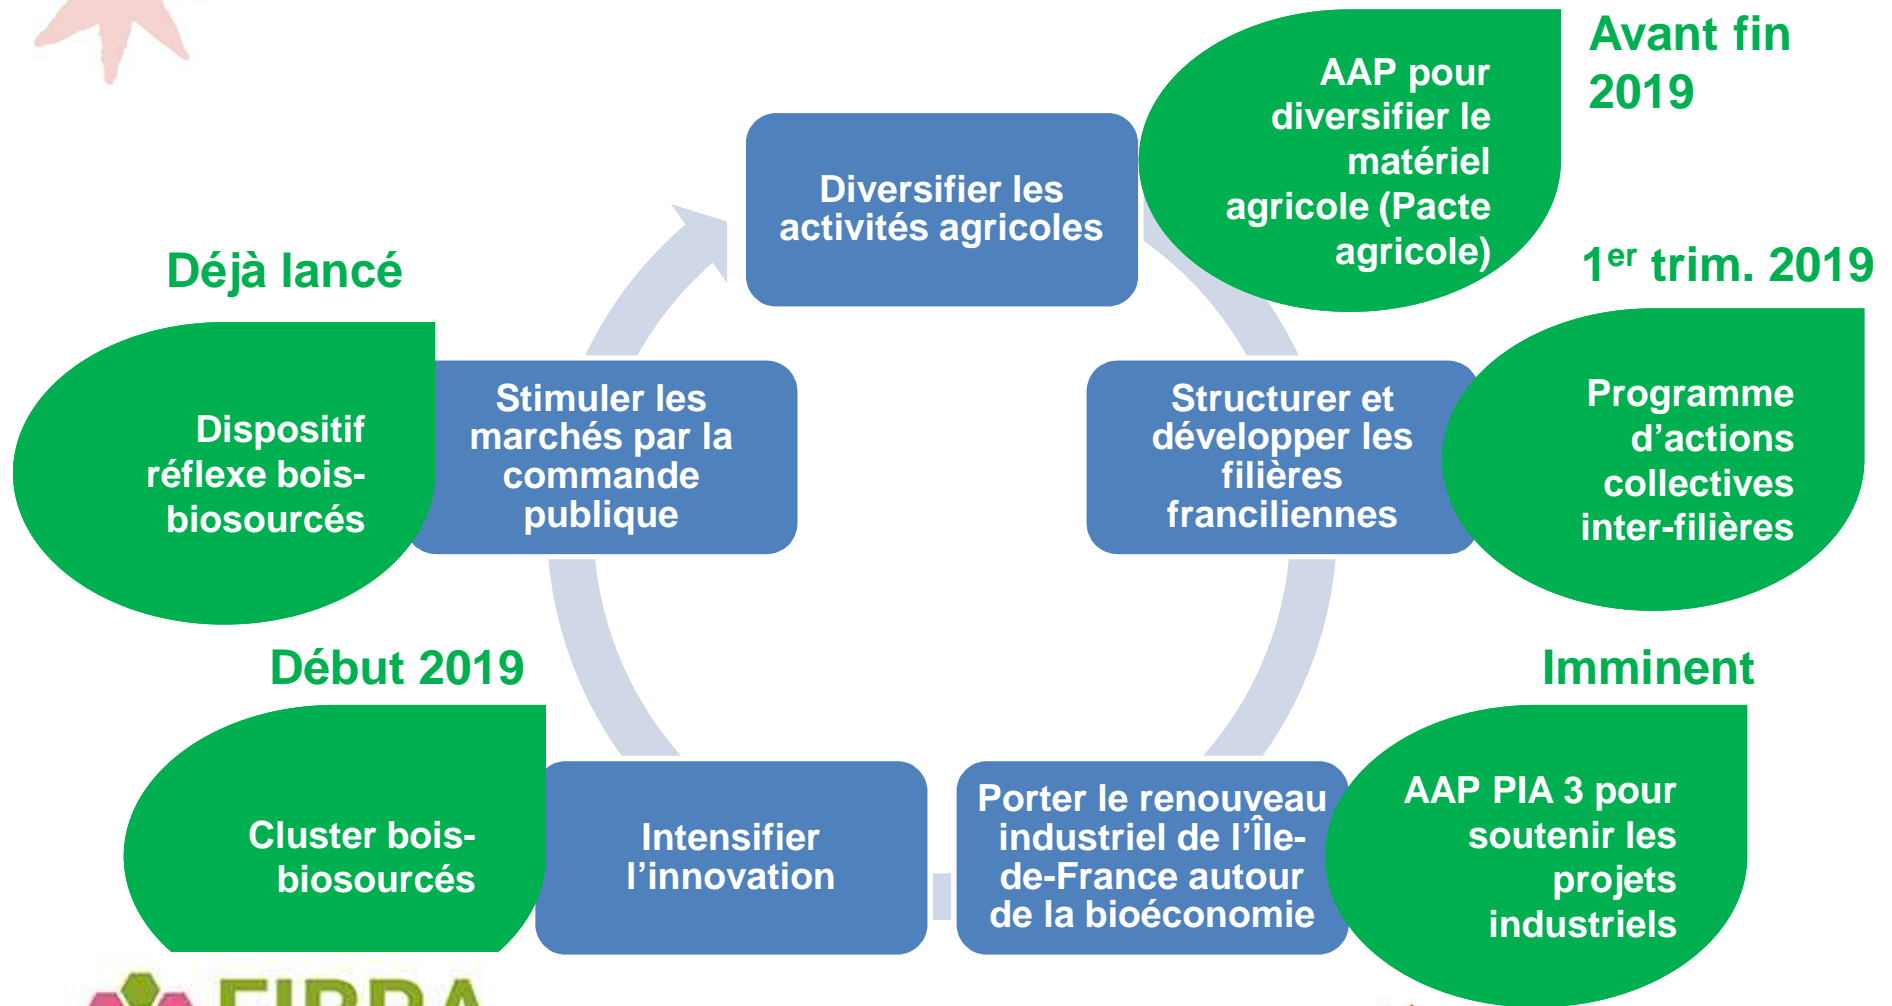 Avant fin
2019
AAP pour
diversifier le
matériel
agricole (Pacte
agricole)
Diversifier les
activités agricoles
Déjà lancé
1er trim. 2019
Dispositif
réflexe bois-
biosourcés
Stimuler les
marchés par la
commande
publique
Structurer et
développer les
filières
franciliennes
Programme
d’actions
collectives
inter-filières
Début 2019
Imminent
Cluster bois-
biosourcés
Intensifier
l’innovation
Porter le renouveau
industriel de l’Île-
de-France autour
de la bioéconomie
AAP PIA 3 pour
soutenir les
projets
industriels